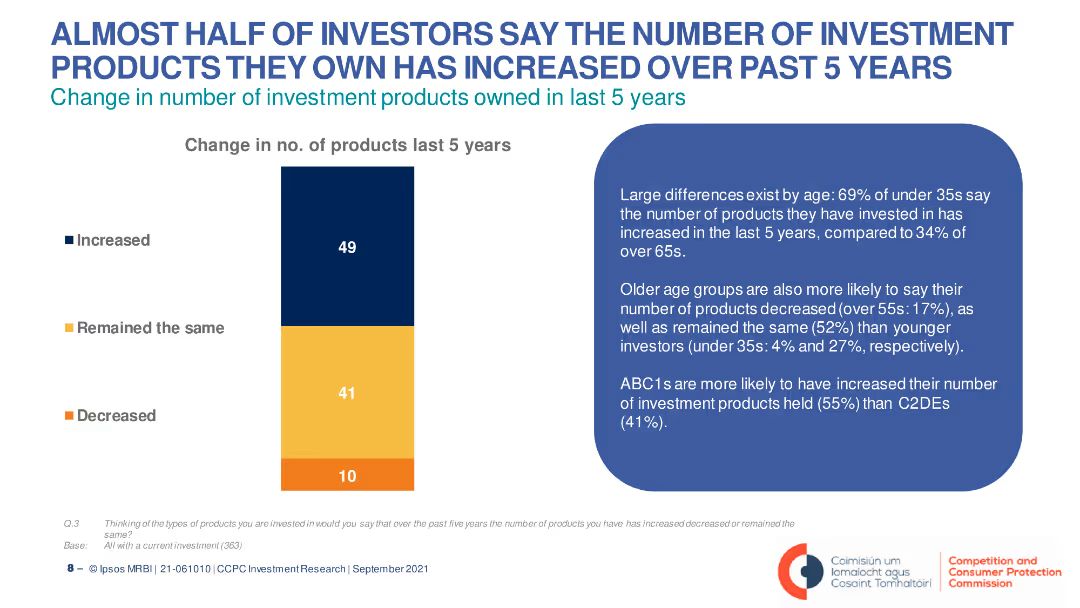 ALMOST HALF OF INVESTORS SAY THE NUMBER OF INVESTMENT
PRODUCTS THEY OWN HAS INCREASED OVER PAST 5 YEARS
Change in number of investment products owned in last 5 years
Change in no. of products last 5 years
Increased
Remained the same
Decreased
49
41
10
Large differences exist by age: 69% of under 35s say
the number of products they have invested in has
increased in the last 5 years, compared to 34% of
over 65s.
Older age groups are also more likely to say their
number of products decreased (over 55s: 17%), as
well as remained the same (52%) than younger
investors (under 35s: 4% and 27%, respectively).
ABC1s are more likely to have increased their number
of investment products held (55%) than C2DEs
(41%).
Q.3 Thinking of the types of products you are invested in would you say that over the past five years the number of products you have has increased decreased or remained the
same?
Base: All with a current investment (363)
8 – © Ipsos MRBI | 21-061010 | CCPC Investment Research | September 2021
Coimisiún um
Iomaíocht agus
Cosaint Tomhaltóirí
Competition and
Consumer Protection
Commission